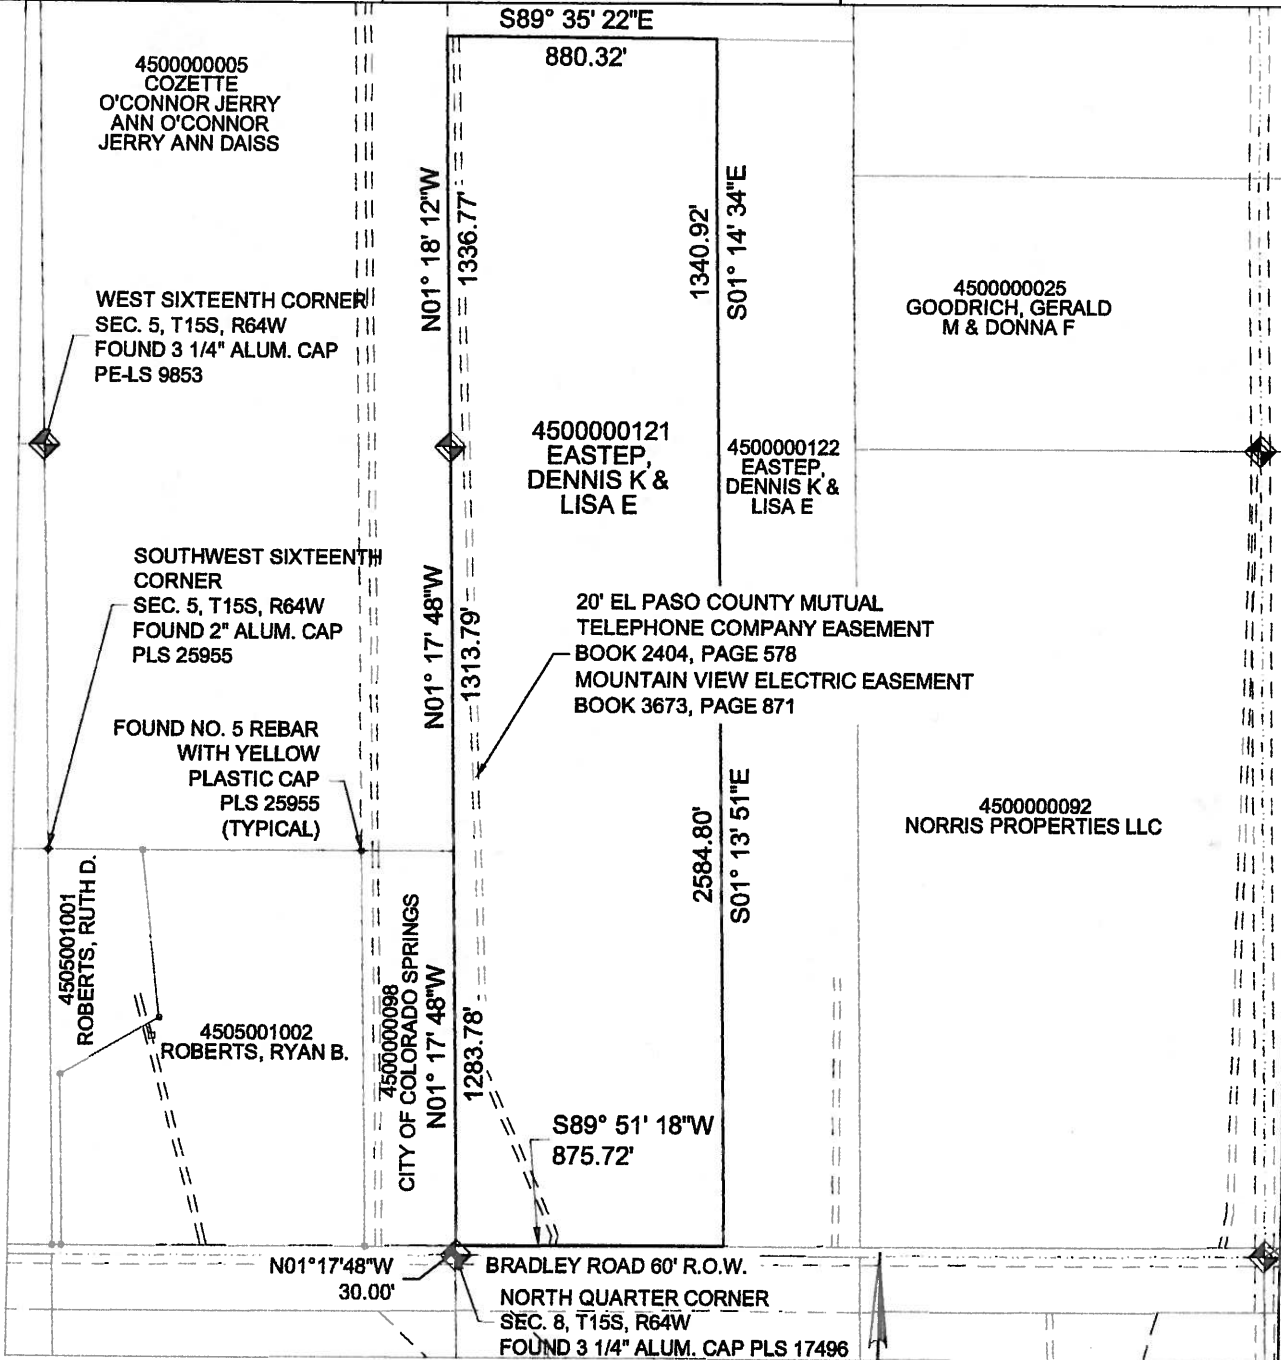 S89° 35' 22"E
880.32'
4500000005
COZETTE
O'CONNOR JERRY
ANN O'CONNOR
JERRY ANN DAISS
N01° 18' 12"W
1336.77'
1340.92'
S01° 14' 34"E
4500000025
GOODRICH, GERALD
M & DONNA F
WEST SIXTEENTH CORNER
SEC. 5, T15S, R64W
FOUND 3 1/4" ALUM. CAP
PE-LS 9853
4500000121
EASTEP,
DENNIS K &
LISA E
4500000122
EASTEP,
DENNIS K &
LISA E
SOUTHWEST SIXTEENTH
CORNER
SEC. 5, T15S, R64W
FOUND 2" ALUM. CAP
PLS 25955
N01° 17' 48"W
1313.79'
20' EL PASO COUNTY MUTUAL
TELEPHONE COMPANY EASEMENT
BOOK 2404, PAGE 578
MOUNTAIN VIEW ELECTRIC EASEMENT
BOOK 3673, PAGE 871
FOUND NO. 5 REBAR
WITH YELLOW
PLASTIC CAP
PLS 25955
(TYPICAL)
2584.80'
S01° 13' 51"E
4500000092
NORRIS PROPERTIES LLC
4505001001
ROBERTS, RUTH D.
4505001002
ROBERTS, RYAN B.
4500000098
CITY OF COLORADO SPRINGS
N01° 17' 48"W
1283.78'
S89° 51' 18"W
875.72'
N01°17'48"W
30.00'
BRADLEY ROAD 60' R.O.W.
NORTH QUARTER CORNER
SEC. 8, T15S, R64W
FOUND 3 1/4" ALUM. CAP PLS 17496